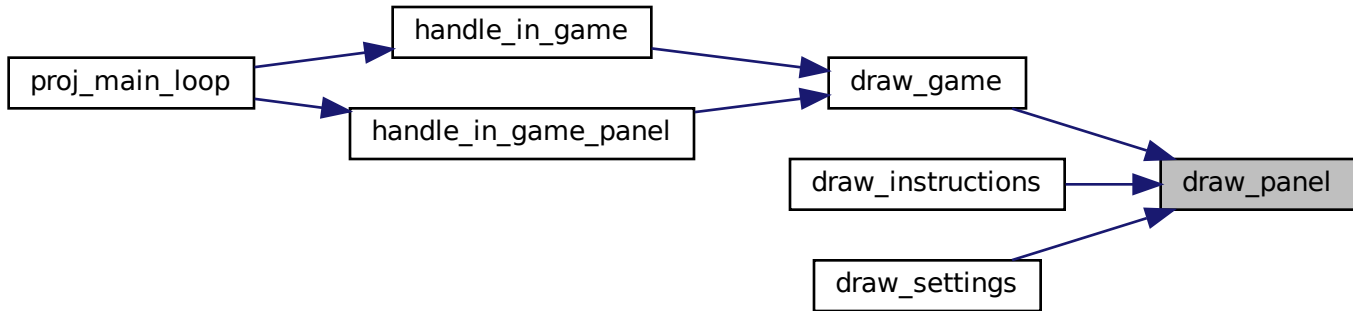 handle_in_game
proj_main_loop
draw_game
handle_in_game_panel
draw_instructions
draw_panel
draw_settings